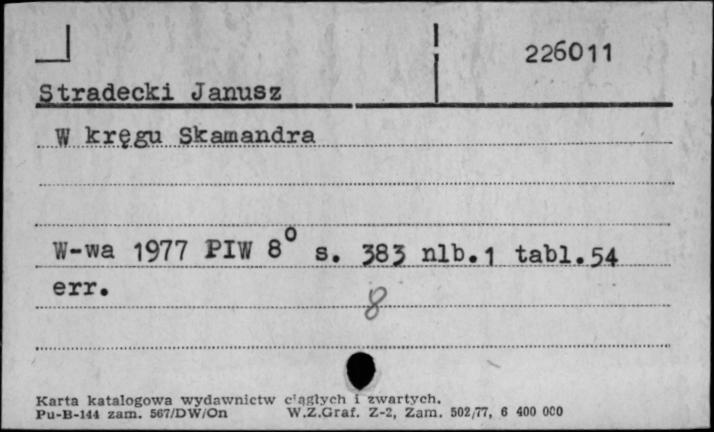 226011
Stradecki Janusz
W kręgu Skamandra
W-wa 1977 PIW 8° s. 383 nlb.1 tabl.54
err.
8
Karta katalogowa wydawnictw ciągłych i zwartych.
Pu-B-144 zam. 567/DW/On W.Z.Graf. Z-2, Zam. 502/77, 6 400 000